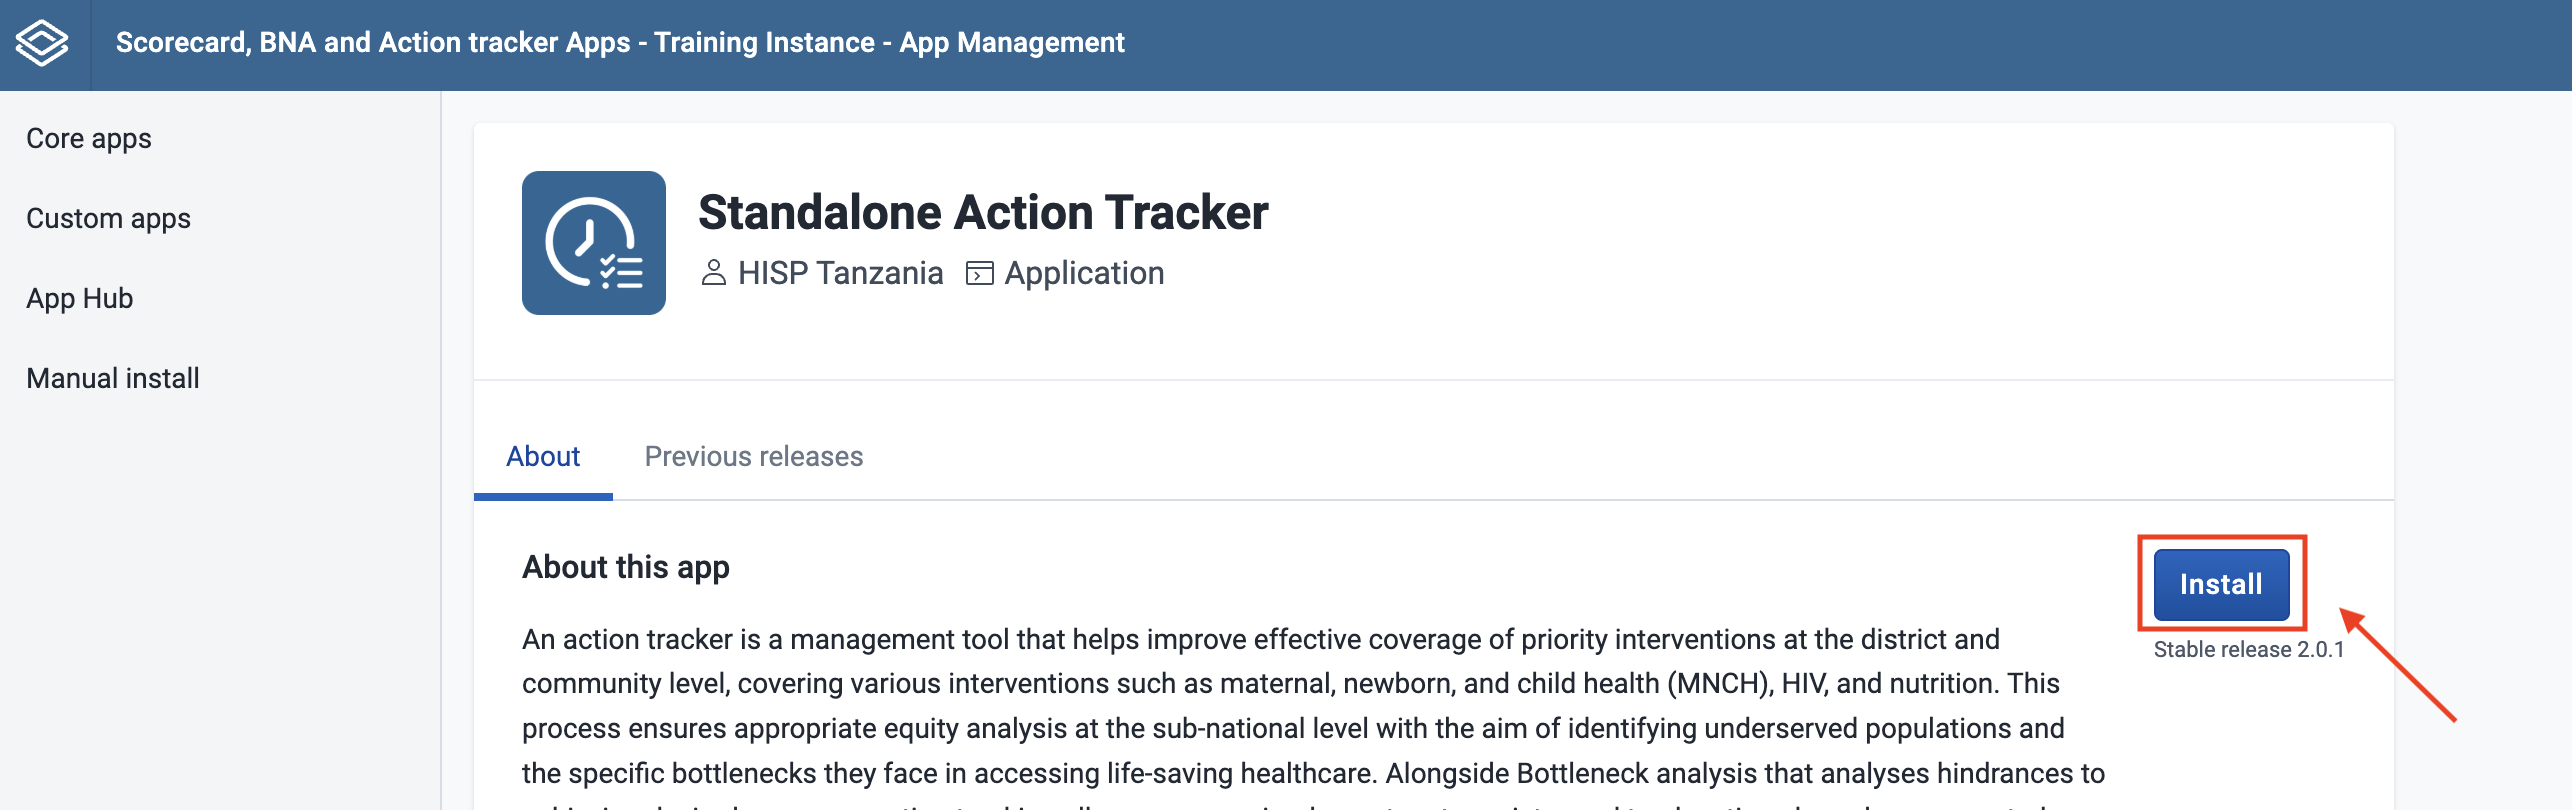 Scorecard, BNA and Action tracker Apps - Training Instance - App Management
Core apps
Custom apps
App Hub
Manual install
Standalone Action Tracker
HISP Tanzania Application
About Previous releases
About this app
Install
Stable release 2.0.1
An action tracker is a management tool that helps improve effective coverage of priority interventions at the district and
community level, covering various interventions such as maternal, newborn, and child health (MNCH), HIV, and nutrition. This
process ensures appropriate equity analysis at the sub-national level with the aim of identifying underserved populations and
the specific bottlenecks they face in accessing life-saving healthcare. Alongside Bottleneck analysis that analyses hindrances to